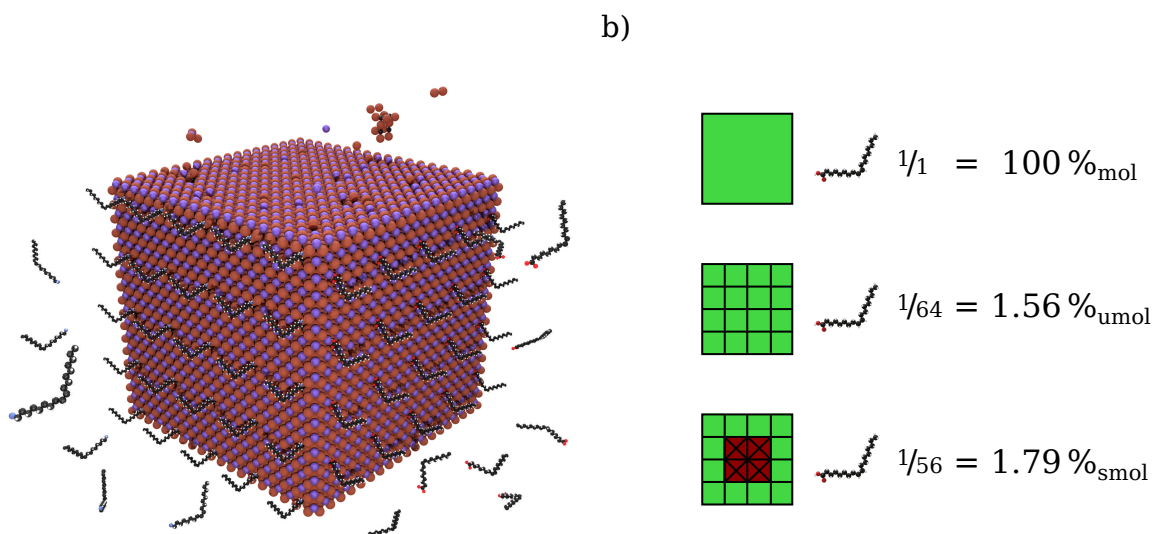 b)
1/1 = 100 %mol
1/64 = 1.56 %umol
1/56 = 1.79 %smol